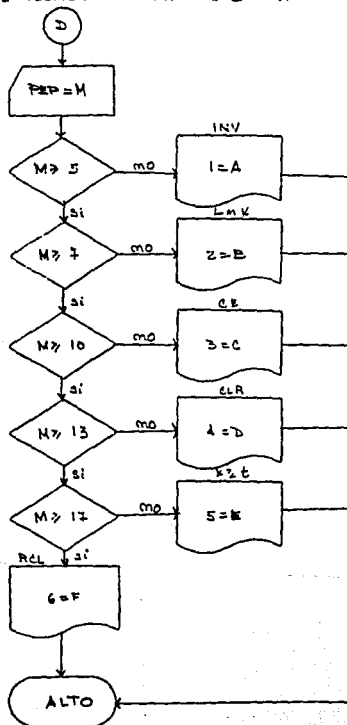 D
PEP=M
INV
M≥5 no 1=A
si
Lnx
M≥7 no 2=B
si
CE
M≥10 no 3=C
si
CLR
M≥13 no 4=D
si
x≥t
M≥17 no 5=E
RCL si
6=F
ALTO